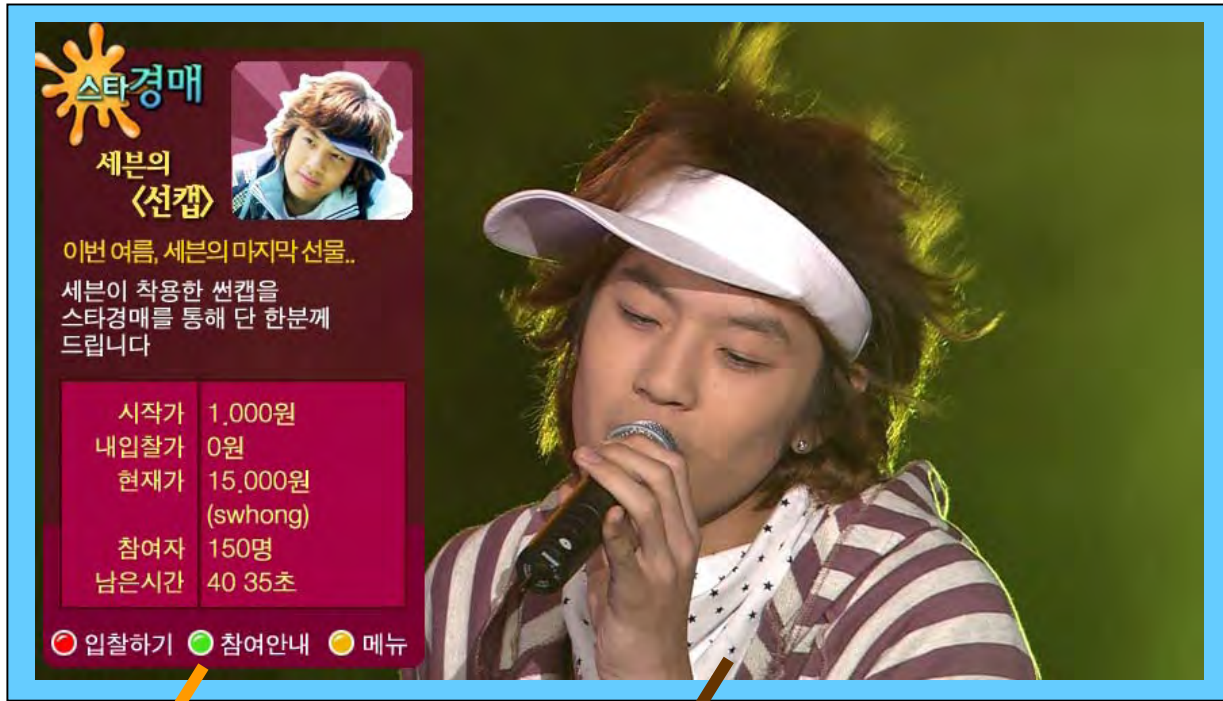 스타경매
세븐의
<선캡>
이번 여름, 세븐의 마지막 선물..
세븐이 착용한 썬캡을
스타경매를 통해 단 한분께
드립니다
시작가 1,000원
내입찰가 0원
현재가 15,000원
(swhong)
참여자 150명
남은시간 40 35초
입찰하기 참여안내 메뉴